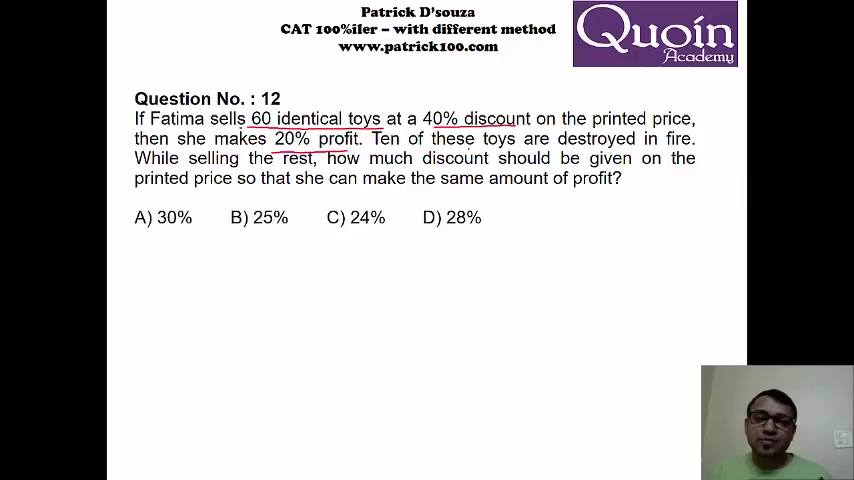 Patrick D'souza
CAT 100%iler – with different method
www.patrick100.com
Quoin
Academy
Question No. : 12
If Fatima sells 60 identical toys at a 40% discount on the printed price,
then she makes 20% profit. Ten of these toys are destroyed in fire.
While selling the rest, how much discount should be given on the
printed price so that she can make the same amount of profit?
A) 30% B) 25% C) 24% D) 28%